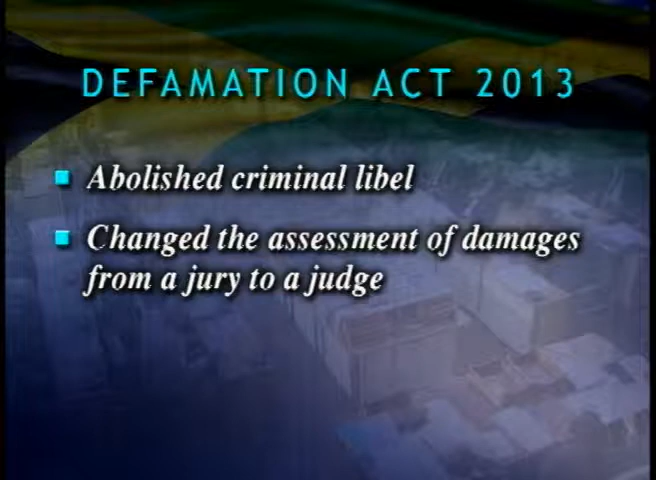 DEFAMATION ACT 2013
Abolished criminal libel
Changed the assessment of damages
from a jury to a judge